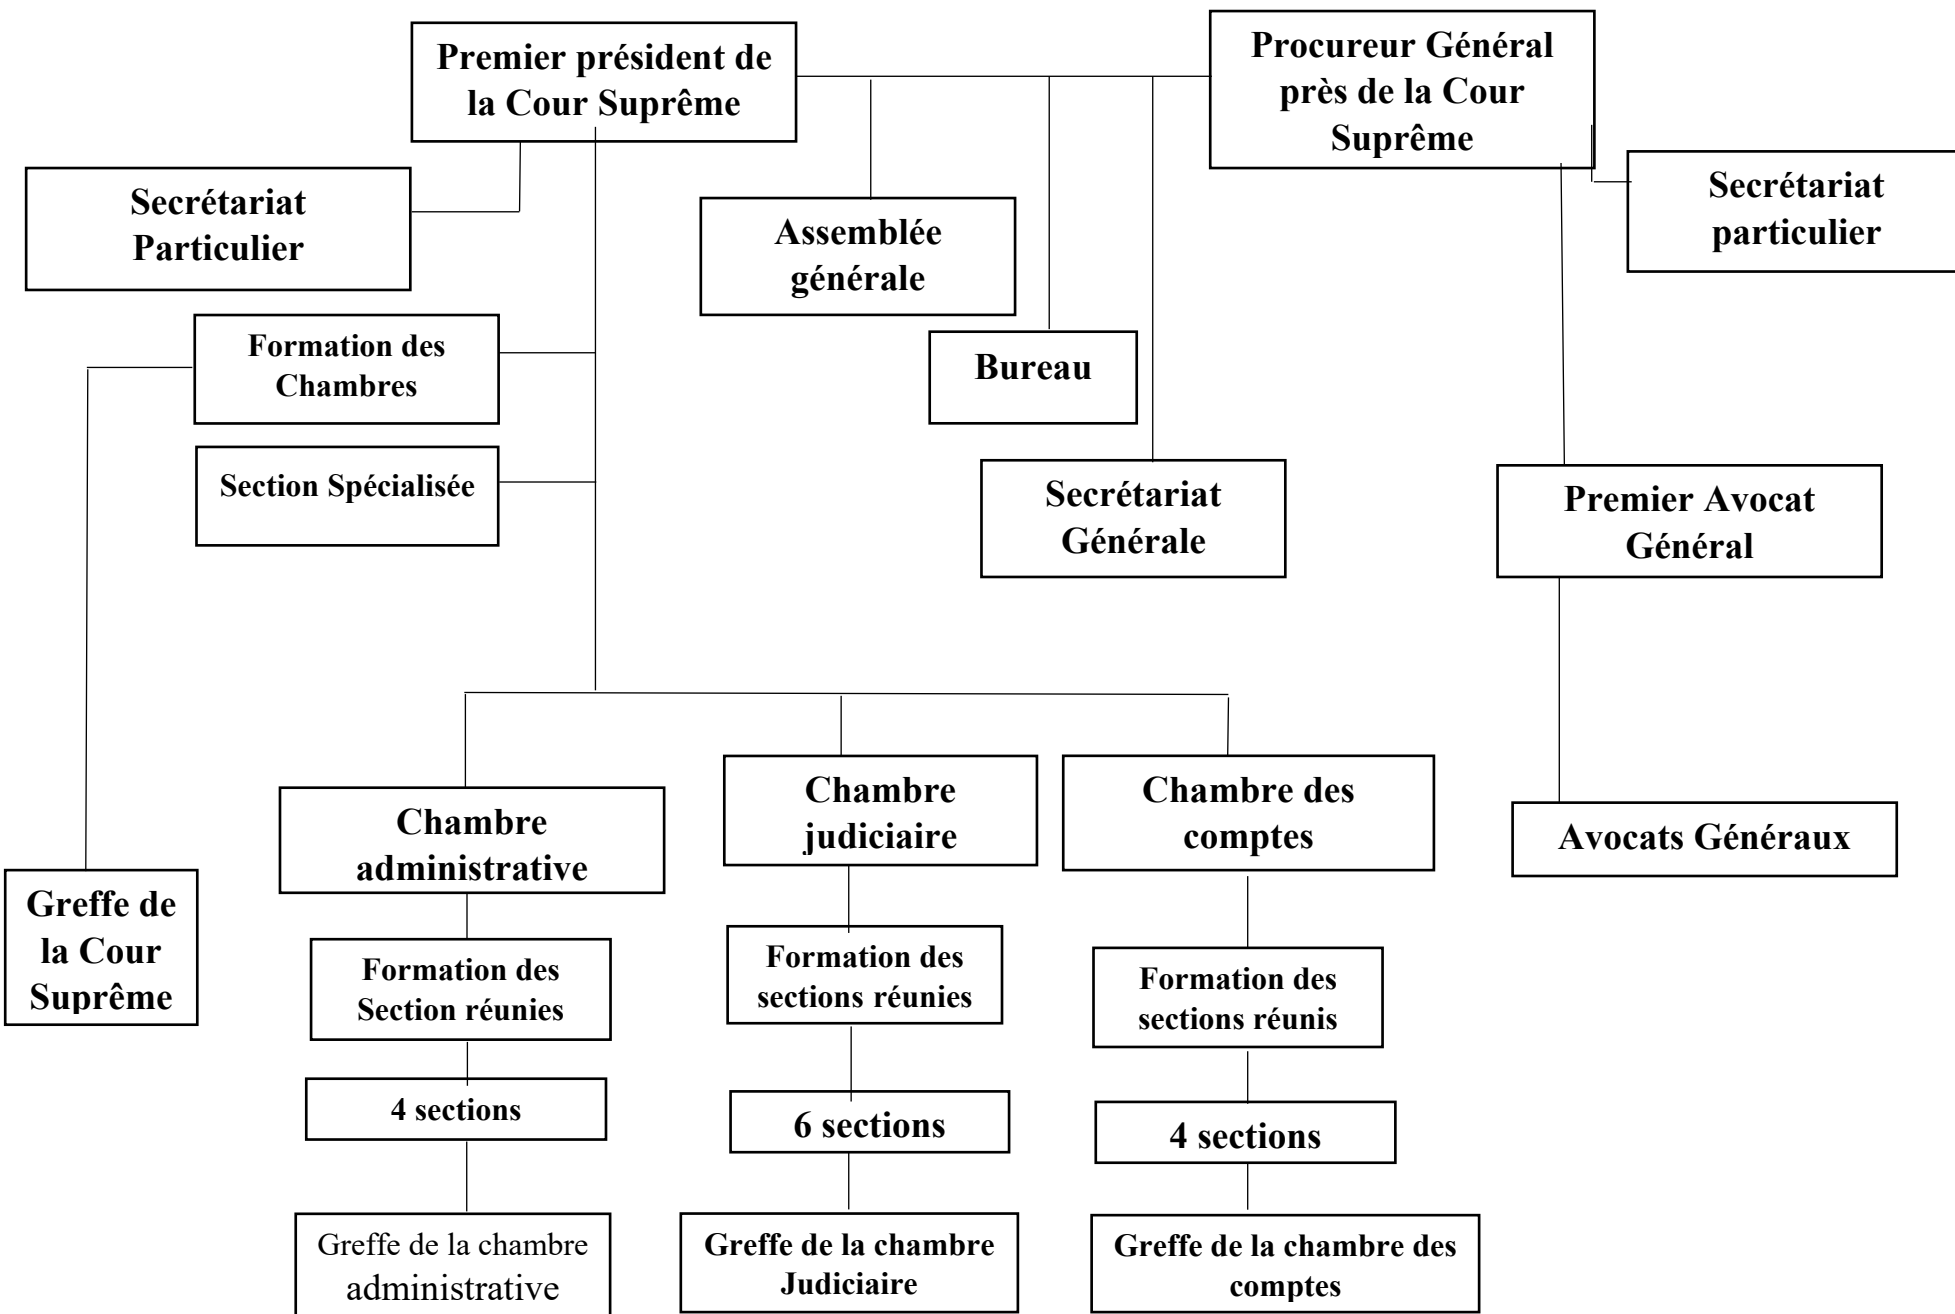 Premier président de
la Cour Suprême
Procureur Général
près de la Cour
Suprême
Secrétariat
Particulier
Assemblée
générale
Secrétariat
particulier
Formation des
Chambres
Bureau
Section Spécialisée
Secrétariat
Générale
Premier Avocat
Général
Chambre
administrative
Chambre
judiciaire
Chambre des
comptes
Avocats Généraux
Greffe de
la Cour
Suprême
Formation des
Section réunies
Formation des
sections réunies
Formation des
sections réunis
4 sections
6 sections
4 sections
Greffe de la chambre
administrative
Greffe de la chambre
Judiciaire
Greffe de la chambre des
comptes